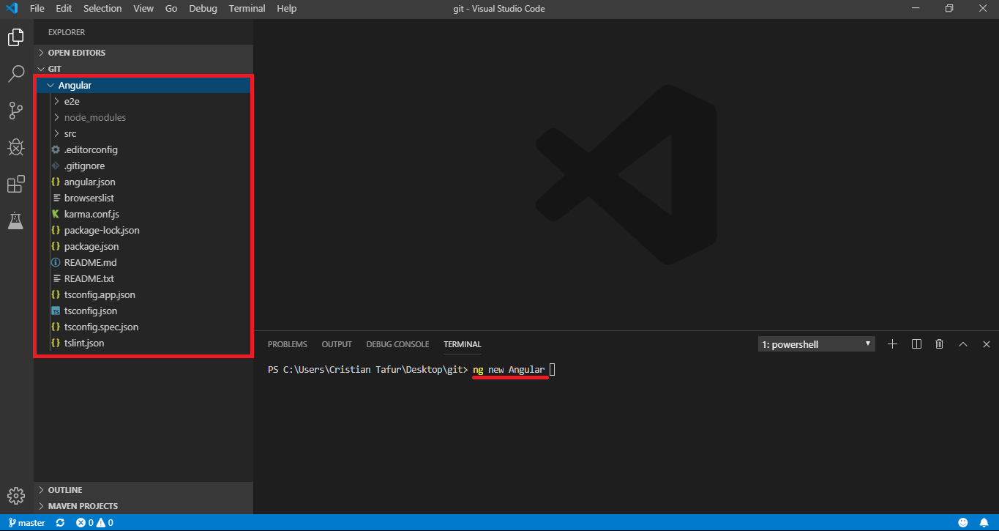 File Edit Selection View Go Debug Terminal Help git - Visual Studio Code
EXPLORER
OPEN EDITORS
GIT
Angular
e2e
node_modules
src
.editorconfig
.gitignore
angular.json
browserslist
karma.conf.js
package-lock.json
package.json
README.md
README.txt
tsconfig.app.json
tsconfig.json
tsconfig.spec.json
tslint.json
OUTLINE
MAVEN PROJECTS
PROBLEMS OUTPUT DEBUG CONSOLE TERMINAL 1: powershell
PS C:\Users\Cristian Tafur\Desktop\git> ng new Angular
master 0 0